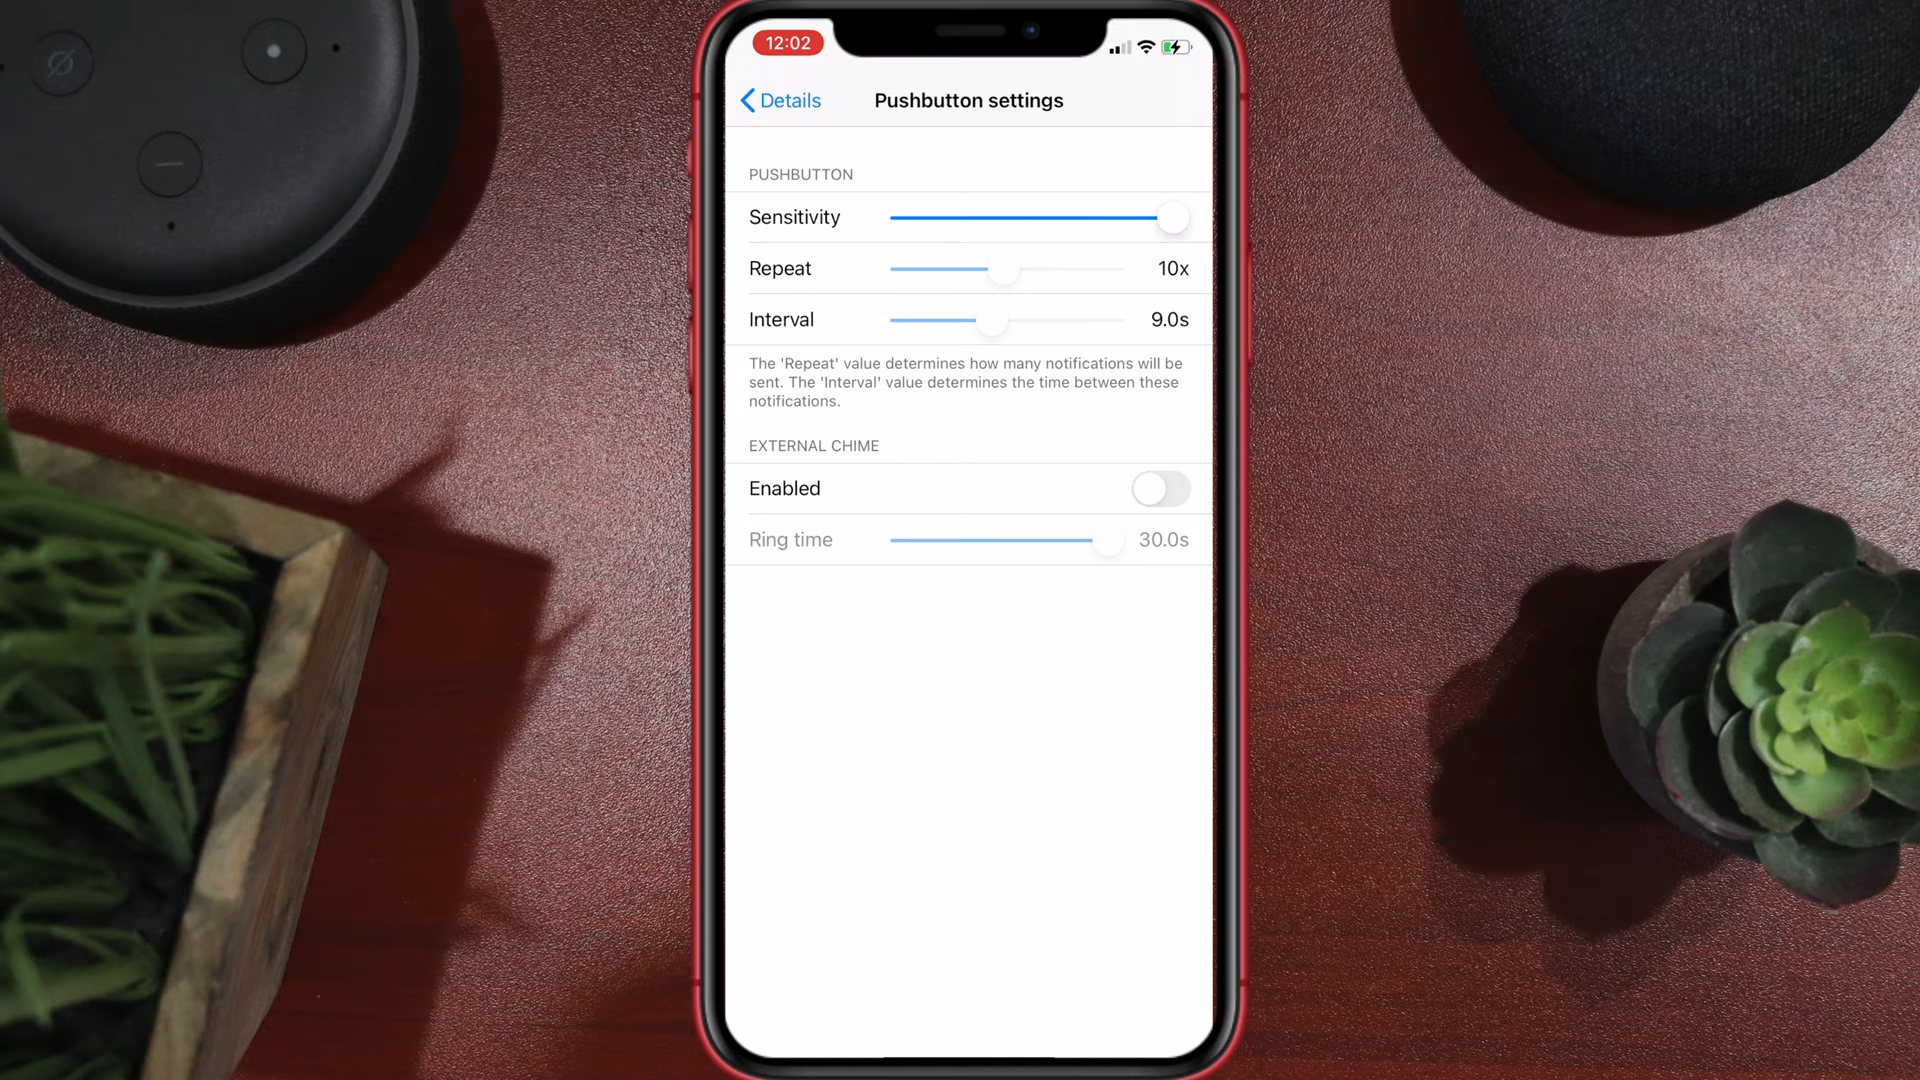 12:02
Details
Pushbutton settings
PUSHBUTTON
Sensitivity
Repeat 10x
Interval 9.0s
The 'Repeat' value determines how many notifications will be
sent. The 'Interval' value determines the time between these
notifications.
EXTERNAL CHIME
Enabled
Ring time 30.0s